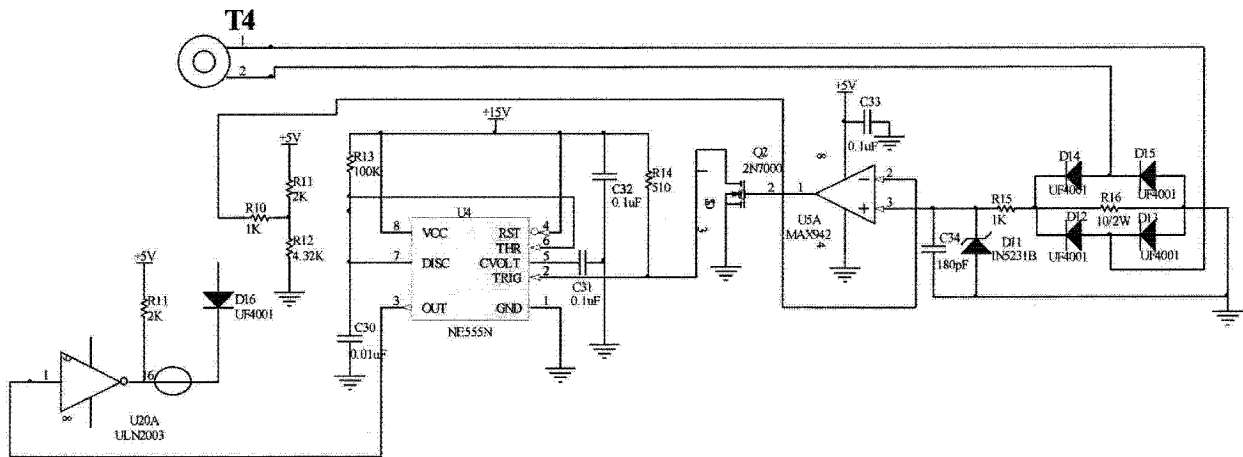 T4
1
2
+5V
R11
2K
R10
1K
R12
4.32K
+5V
R11
2K
D16
UF4001
1
6
8
16
U20A
ULN2003
+15V
R13
100K
C30
0.01uF
U4
8 VCC
7 DISC
3 OUT
RST 4
THR 6
CVOLT 5
TRIG 2
GND 1
NE555N
C31
0.1uF
C32
0.1uF
R14
510
1
3
Q2
2N7000
2
+5V
C33
0.1uF
8
1
2
3
4
U5A
MAX942
C34
180pF
D11
1N5231B
R15
1K
D14
UF4001
D15
UF4001
R16
10/2W
D12
UF4001
D13
UF4001